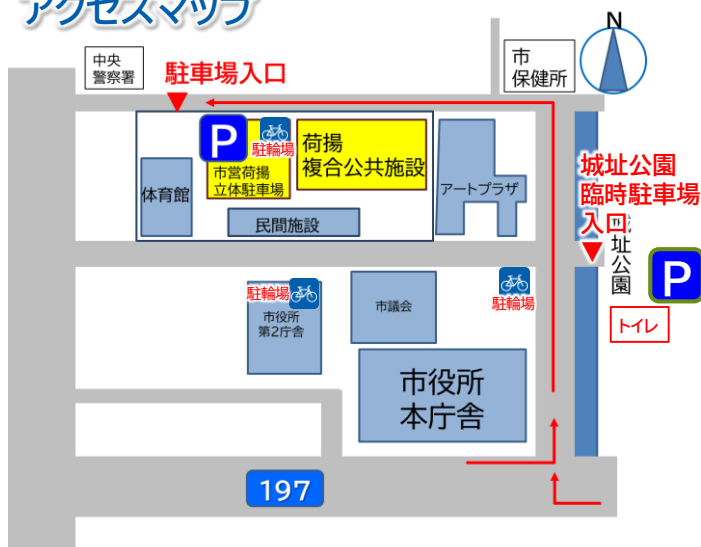 アクセスマップ
N
中央
警察署
駐車場入口
市
保健所
P
駐輪場
荷揚
複合公共施設
市営荷揚
立体駐車場
体育館
民間施設
アートプラザ
城址公園
臨時駐車場
入口
城址公園
P
トイレ
駐輪場
市役所
第2庁舎
市議会
駐輪場
市役所
本庁舎
197